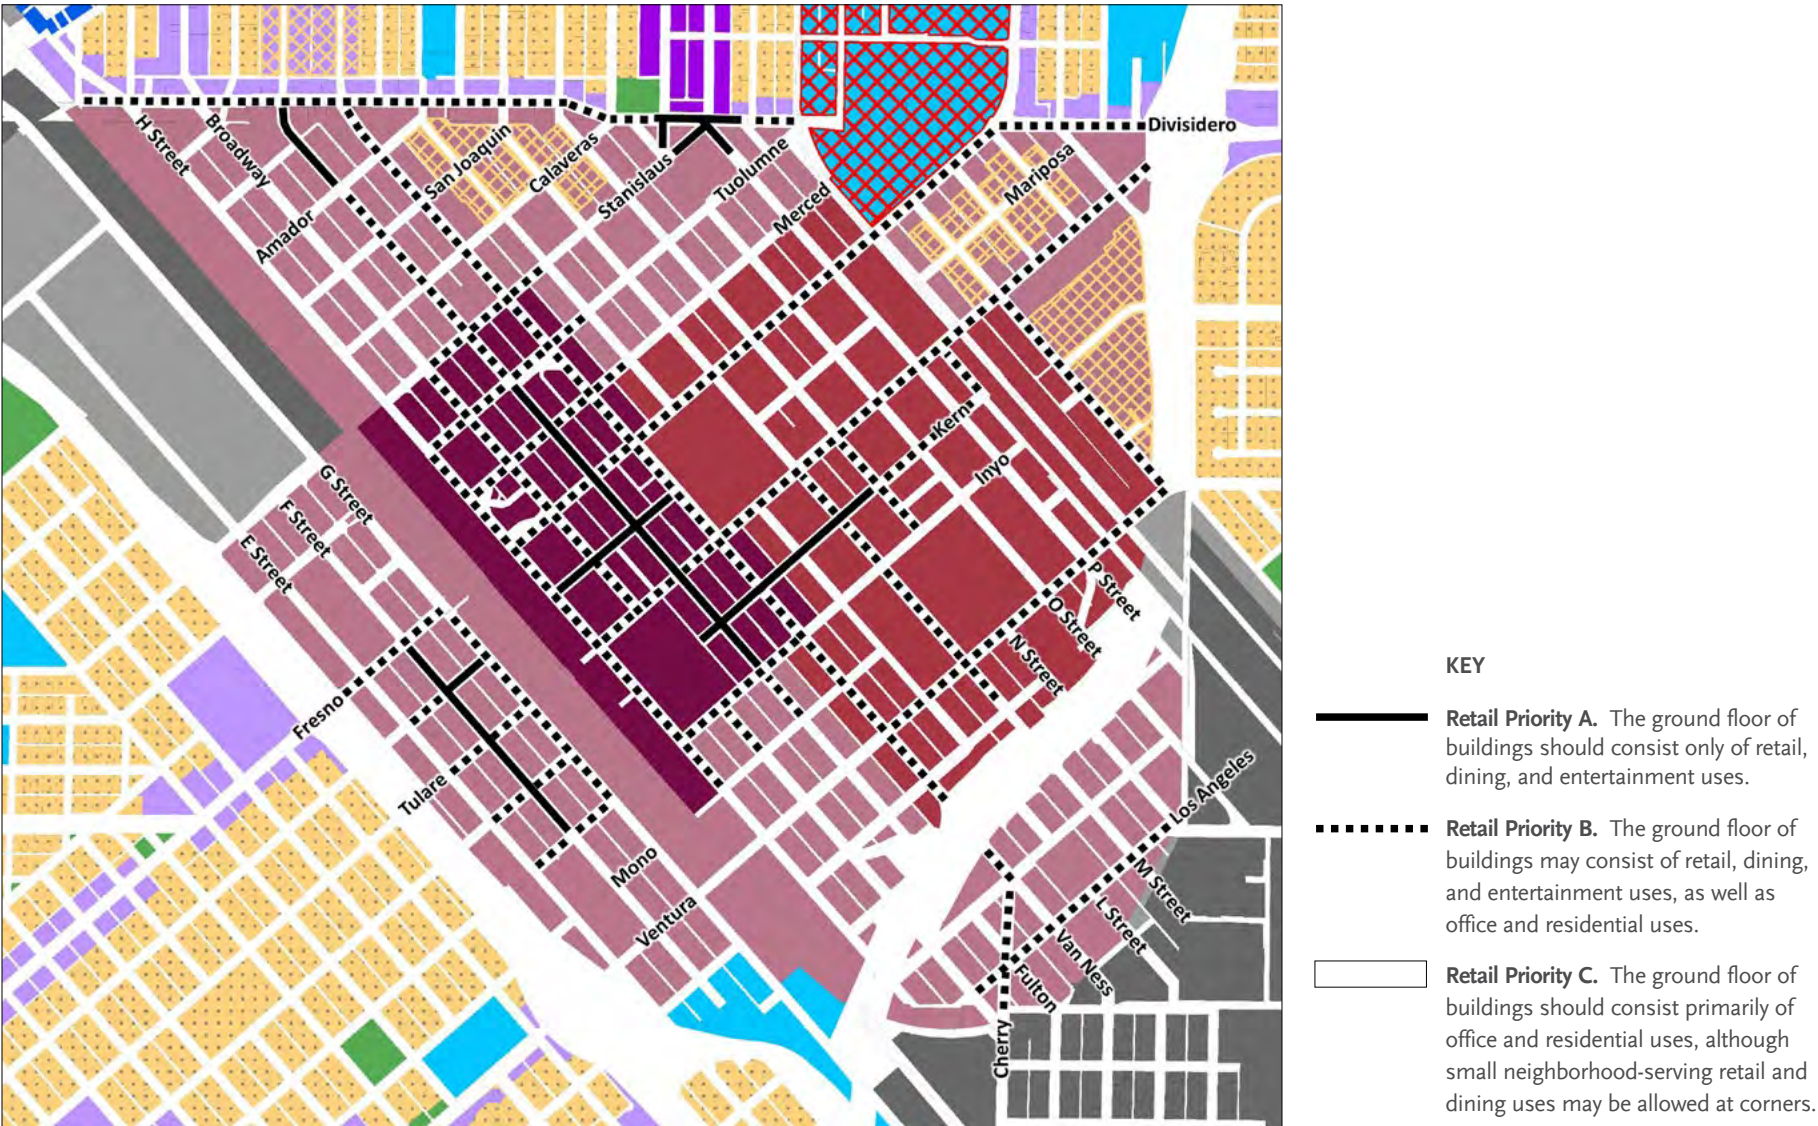 Divisidero
H Street
Broadway
San Joaquin
Calaveras
Stanislaus
Tuolumne
Merced
Mariposa
Amador
Kern
Inyo
G Street
F Street
E Street
P Street
O Street
N Street
Fresno
Tulare
Mono
Ventura
Los Angeles
M Street
L Street
Van Ness
Fulton
Cherry
KEY
Retail Priority A. The ground floor of
buildings should consist only of retail,
dining, and entertainment uses.
Retail Priority B. The ground floor of
buildings may consist of retail, dining,
and entertainment uses, as well as
office and residential uses.
Retail Priority C. The ground floor of
buildings should consist primarily of
office and residential uses, although
small neighborhood-serving retail and
dining uses may be allowed at corners.